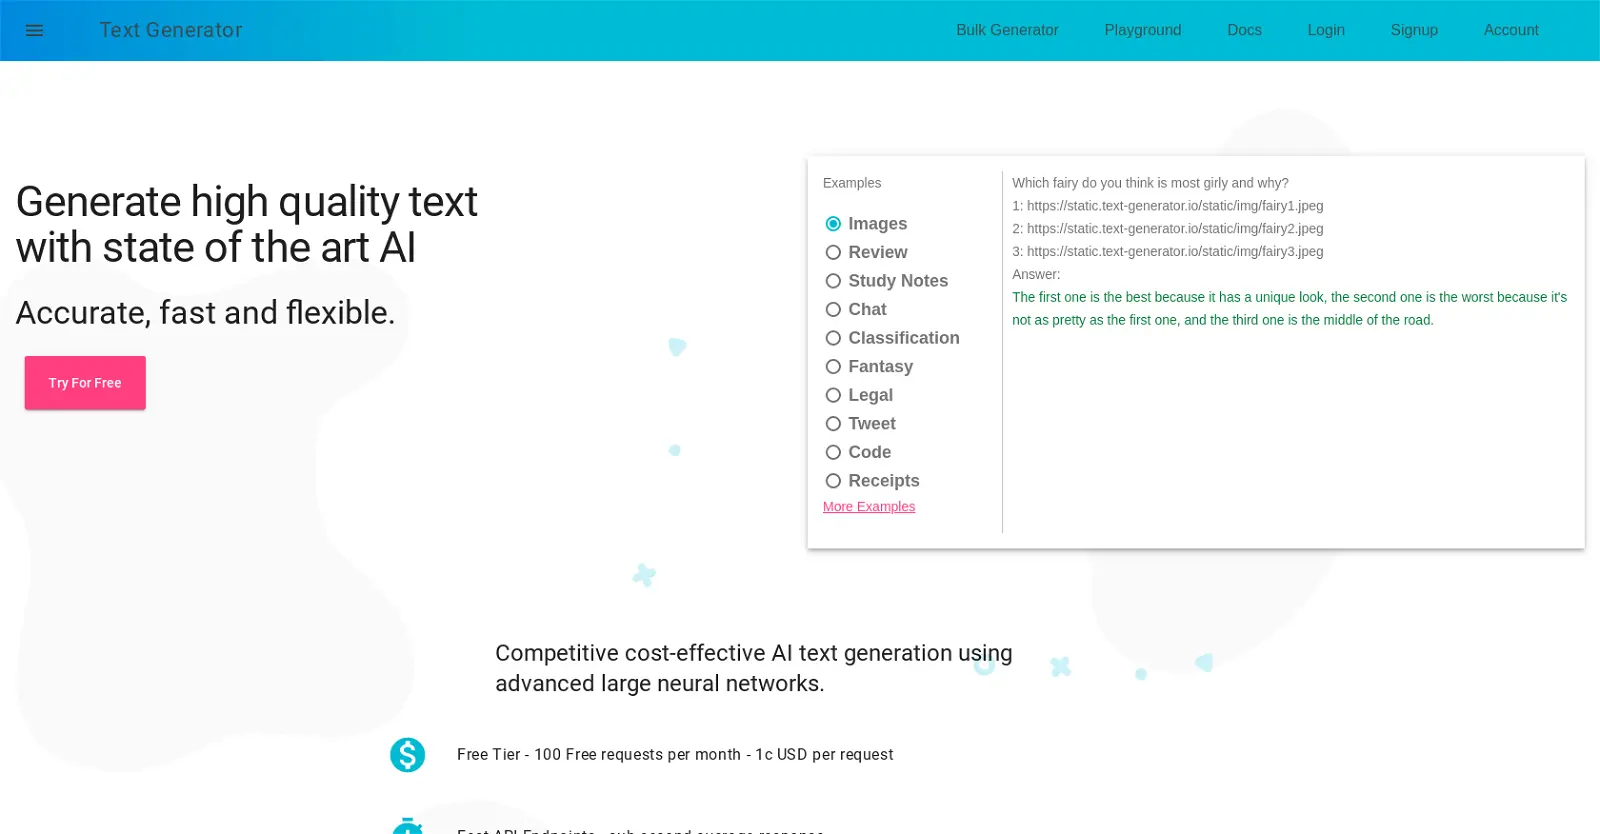 Text Generator
Bulk Generator
Playground
Docs
Login
Signup
Account
Generate high quality text
with state of the art AI
Accurate, fast and flexible.
Try For Free
Examples
Images
Review
Study Notes
Chat
Classification
Fantasy
Legal
Tweet
Code
Receipts
More Examples
Which fairy do you think is most girly and why?
1: https://static.text-generator.io/static/img/fairy1.jpeg
2: https://static.text-generator.io/static/img/fairy2.jpeg
3: https://static.text-generator.io/static/img/fairy3.jpeg
Answer:
The first one is the best because it has a unique look, the second one is the worst because it's
not as pretty as the first one, and the third one is the middle of the road.
Competitive cost-effective AI text generation using
advanced large neural networks.
Free Tier - 100 Free requests per month - 1c USD per request
Fast API Endpoints - sub second average response